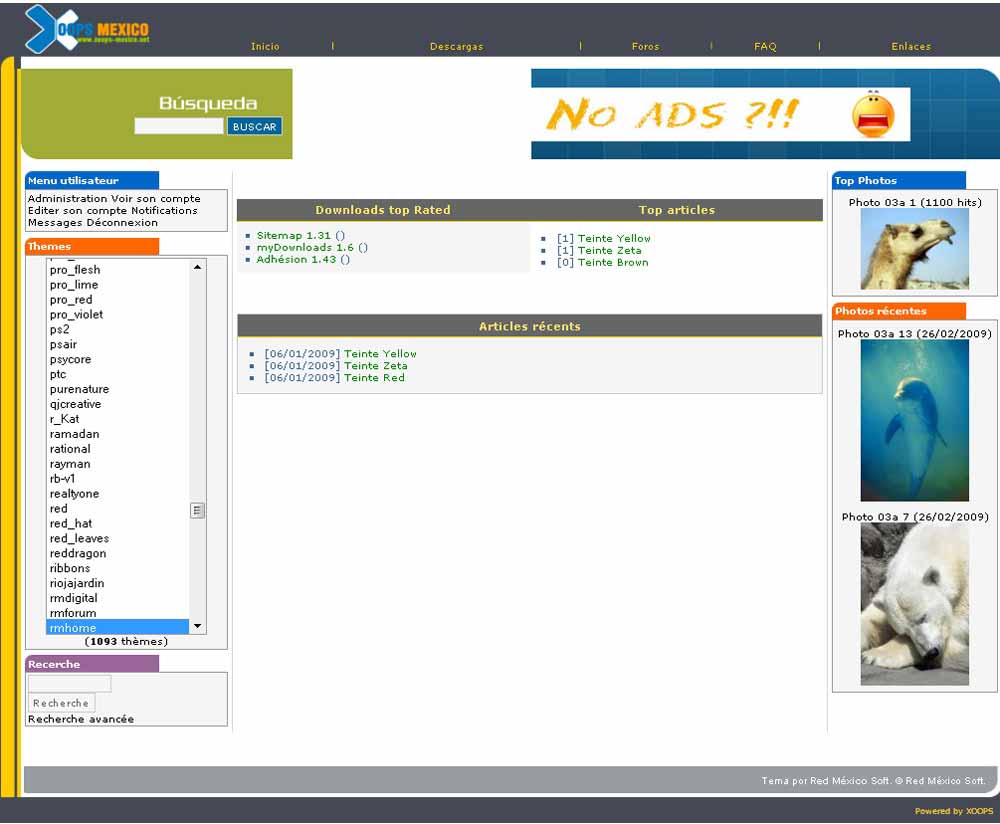 XOOPS MEXICO
www.xoops-mexico.net
Inicio | Descargas | Foros | FAQ | Enlaces
Búsqueda
BUSCAR
No ADS ?!!
Menu utilisateur
Administration Voir son compte
Editer son compte Notifications
Messages Déconnexion
Themes
pro_flesh
pro_lime
pro_red
pro_violet
ps2
psair
psycore
ptc
purenature
qjcreative
r_Kat
ramadan
rational
rayman
rb-v1
realtyone
red
red_hat
red_leaves
reddragon
ribbons
riojajardin
rmdigital
rmforum
rmhome
(1093 thèmes)
Recerche
Recherche
Recherche avancée
Downloads top Rated
Sitemap 1.31 ()
myDownloads 1.6 ()
Adhésion 1.43 ()
Top articles
[1] Teinte Yellow
[1] Teinte Zeta
[0] Teinte Brown
Articles récents
[06/01/2009] Teinte Yellow
[06/01/2009] Teinte Zeta
[06/01/2009] Teinte Red
Top Photos
Photo 03a 1 (1100 hits)
Photos récentes
Photo 03a 13 (26/02/2009)
Photo 03a 7 (26/02/2009)
Tema por Red México Soft. © Red México Soft.
Powered by XOOPS